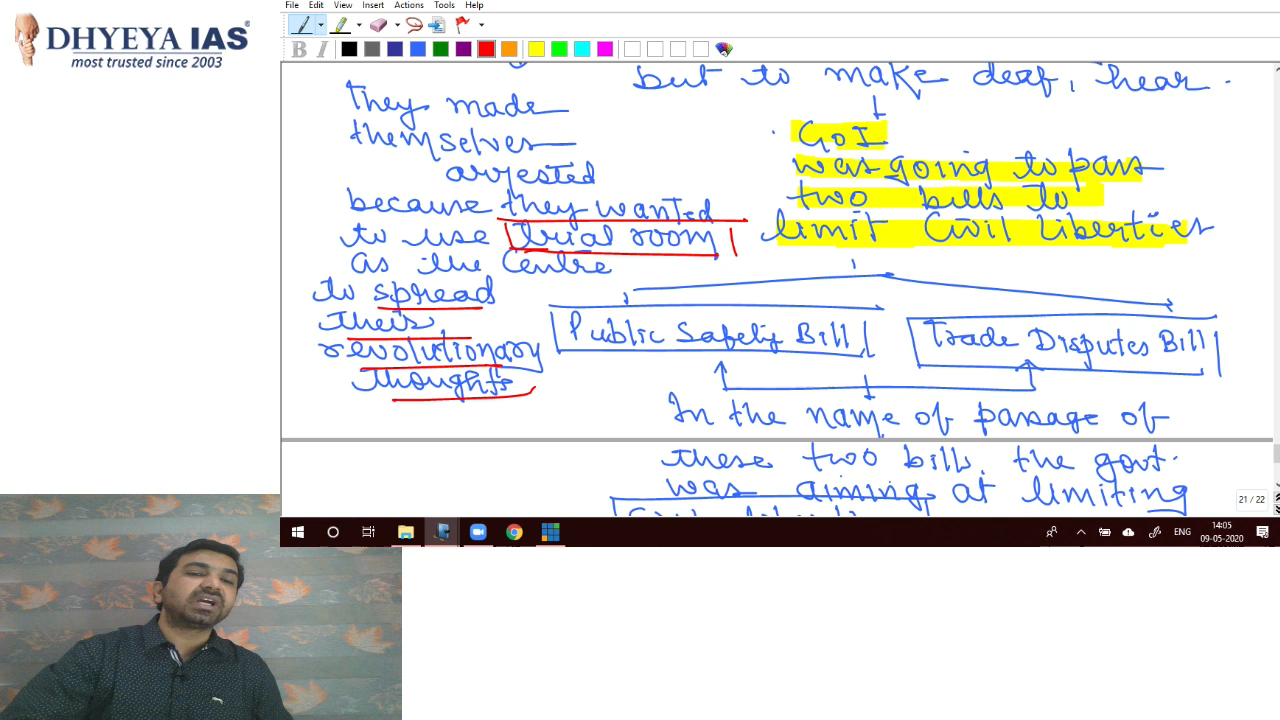 DHYEYA IAS®
most trusted since 2003
File Edit View Insert Actions Tools Help
B I
they made
themselves
arrested
because they wanted
to use trial room
as the Centre
to spread
their
revolutionary
thoughts
but to make deaf, hear.
GoI
was going to pass
two bills to
limit Civil liberties
Public Safety Bill
Trade Disputes Bill
In the name of passage of
these two bills, the govt.
was aiming at limiting
21 / 22
ENG
14:05
09-05-2020